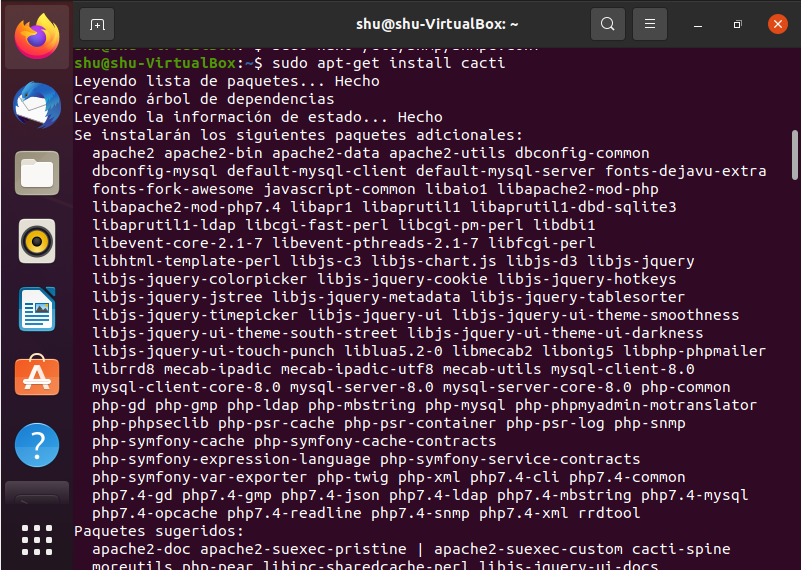 shu@shu-VirtualBox: ~
shu@shu-VirtualBox:~$ sudo apt-get install cacti
Leyendo lista de paquetes... Hecho
Creando árbol de dependencias
Leyendo la información de estado... Hecho
Se instalarán los siguientes paquetes adicionales:
apache2 apache2-bin apache2-data apache2-utils dbconfig-common
dbconfig-mysql default-mysql-client default-mysql-server fonts-dejavu-extra
fonts-fork-awesome javascript-common libaio1 libapache2-mod-php
libapache2-mod-php7.4 libapr1 libaprutil1 libaprutil1-dbd-sqlite3
libaprutil1-ldap libcgi-fast-perl libcgi-pm-perl libdbi1
libevent-core-2.1-7 libevent-pthreads-2.1-7 libfcgi-perl
libhtml-template-perl libjs-c3 libjs-chart.js libjs-d3 libjs-jquery
libjs-jquery-colorpicker libjs-jquery-cookie libjs-jquery-hotkeys
libjs-jquery-jstree libjs-jquery-metadata libjs-jquery-tablesorter
libjs-jquery-timepicker libjs-jquery-ui libjs-jquery-ui-theme-smoothness
libjs-jquery-ui-theme-south-street libjs-jquery-ui-theme-ui-darkness
libjs-jquery-ui-touch-punch liblua5.2-0 libmecab2 libonig5 libphp-phpmailer
librrd8 mecab-ipadic mecab-ipadic-utf8 mecab-utils mysql-client-8.0
mysql-client-core-8.0 mysql-server-8.0 mysql-server-core-8.0 php-common
php-gd php-gmp php-ldap php-mbstring php-mysql php-phpmyadmin-motranslator
php-phpseclib php-psr-cache php-psr-container php-psr-log php-snmp
php-symfony-cache php-symfony-cache-contracts
php-symfony-expression-language php-symfony-service-contracts
php-symfony-var-exporter php-twig php-xml php7.4-cli php7.4-common
php7.4-gd php7.4-gmp php7.4-json php7.4-ldap php7.4-mbstring php7.4-mysql
php7.4-opcache php7.4-readline php7.4-snmp php7.4-xml rrdtool
Paquetes sugeridos:
apache2-doc apache2-suexec-pristine | apache2-suexec-custom cacti-spine
moreutils php-pear libipc-sharedcache-perl libjs-jquery-ui-docs